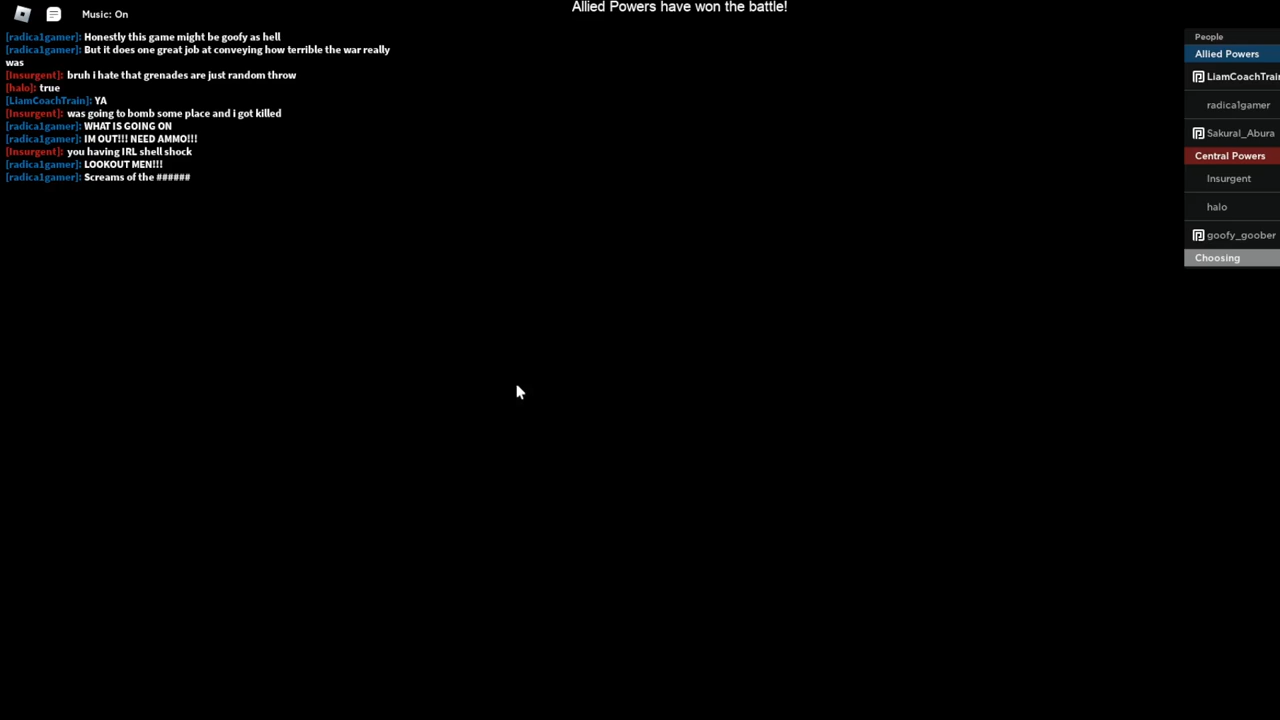 Music: On
Allied Powers have won the battle!
[radica1gamer]: Honestly this game might be goofy as hell
[radica1gamer]: But it does one great job at conveying how terrible the war really
was
[Insurgent]: bruh i hate that grenades are just random throw
[halo]: true
[LiamCoachTrain]: YA
[Insurgent]: was going to bomb some place and i got killed
[radica1gamer]: WHAT IS GOING ON
[radica1gamer]: IM OUT!!! NEED AMMO!!!
[Insurgent]: you having IRL shell shock
[radica1gamer]: LOOKOUT MEN!!!
[radica1gamer]: Screams of the ######
People
Allied Powers
LiamCoachTrai
radica1gamer
Sakural_Abura
Central Powers
Insurgent
halo
goofy_goober
Choosing